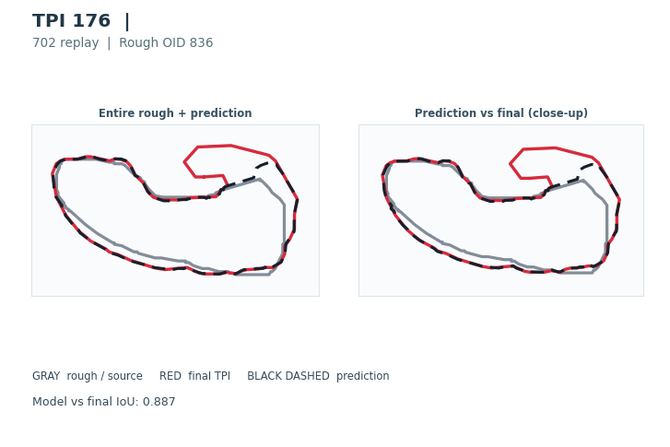 TPI 176 |
702 replay | Rough OID 836
Entire rough + prediction
Prediction vs final (close-up)
GRAY rough / source RED final TPI BLACK DASHED prediction
Model vs final IoU: 0.887